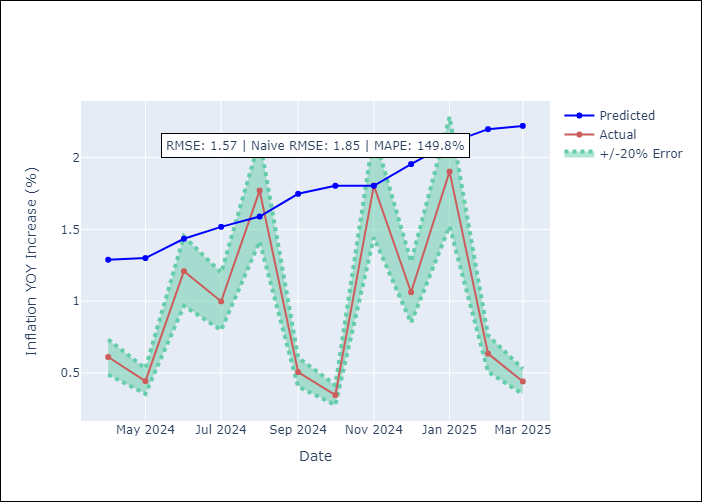 RMSE: 1.57 | Naive RMSE: 1.85 | MAPE: 149.8%
Predicted
Actual
+/-20% Error
Inflation YOY Increase (%)
2
1.5
1
0.5
May 2024
Jul 2024
Sep 2024
Nov 2024
Jan 2025
Mar 2025
Date